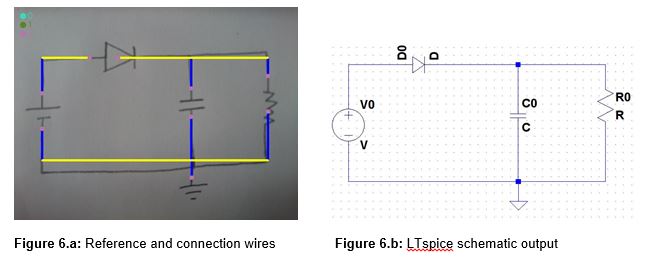 D0
D
V0
V
C0
C
R0
R
Figure 6.a: Reference and connection wires
Figure 6.b: LTspice schematic output